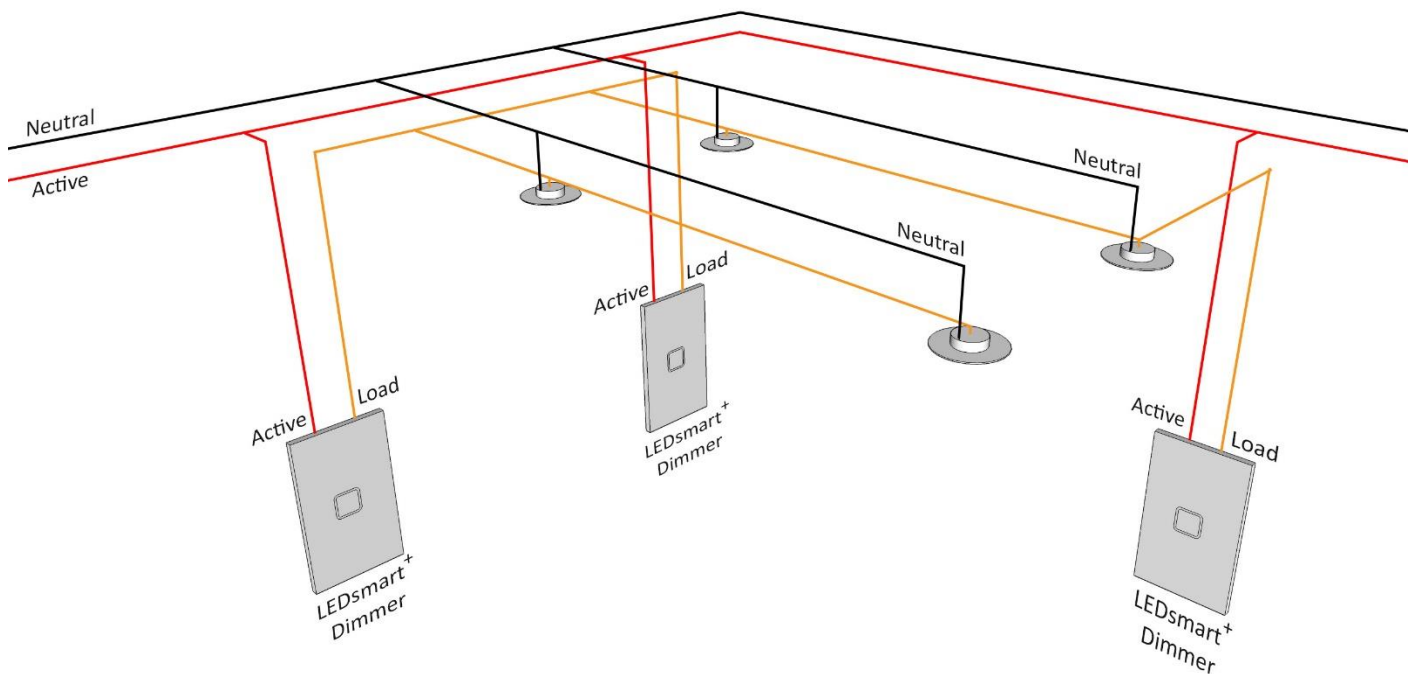 Neutral
Active
Neutral
Neutral
Active
Load
LEDsmart+
Dimmer
Active
Load
LEDsmart+
Dimmer
Active
Load
LEDsmart+
Dimmer